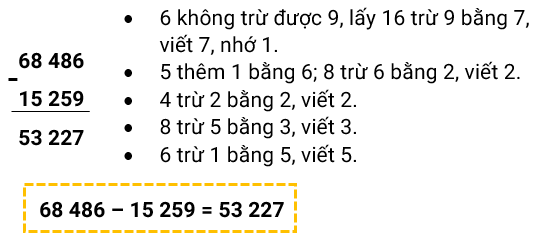 68 486
-
15 259
53 227
• 6 không trừ được 9, lấy 16 trừ 9 bằng 7,
viết 7, nhớ 1.
• 5 thêm 1 bằng 6; 8 trừ 6 bằng 2, viết 2.
• 4 trừ 2 bằng 2, viết 2.
• 8 trừ 5 bằng 3, viết 3.
• 6 trừ 1 bằng 5, viết 5.
68 486 – 15 259 = 53 227